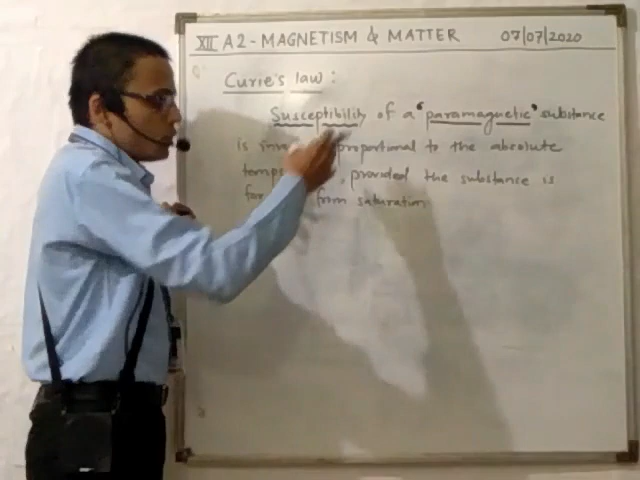 XII A2 - MAGNETISM & MATTER 07/07/2020
Curie's law :
Susceptibility of a "paramagnetic" substance
is proportional to the absolute
provided the substance is
from saturation